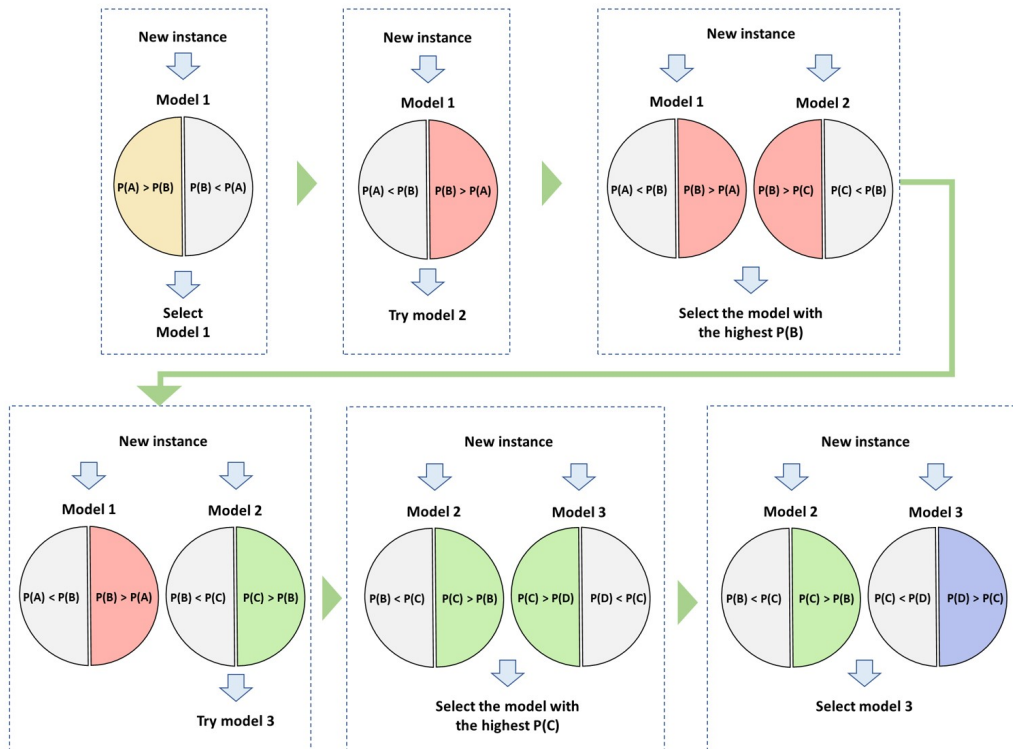 New instance
Model 1
P(A) > P(B)
P(B) < P(A)
Select
Model 1
New instance
Model 1
P(A) < P(B)
P(B) > P(A)
Try model 2
New instance
Model 1
Model 2
P(A) < P(B)
P(B) > P(A)
P(B) > P(C)
P(C) < P(B)
Select the model with
the highest P(B)
New instance
Model 1
Model 2
P(A) < P(B)
P(B) > P(A)
P(B) < P(C)
P(C) > P(B)
Try model 3
New instance
Model 2
Model 3
P(B) < P(C)
P(C) > P(B)
P(C) > P(D)
P(D) < P(C)
Select the model with
the highest P(C)
New instance
Model 2
Model 3
P(B) < P(C)
P(C) > P(B)
P(C) < P(D)
P(D) > P(C)
Select model 3